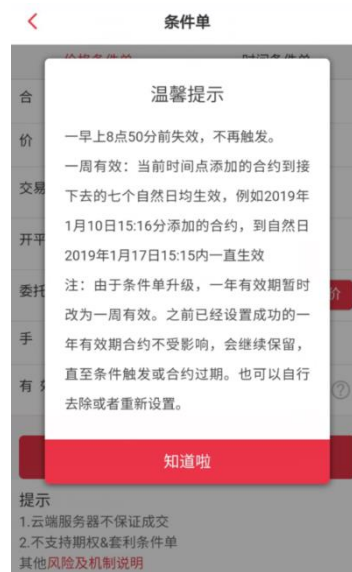 条件单
价格条件单 时间条件单
合
价
交易
开平
委托 价
手
有 效
温馨提示
一早上8点50分前失效，不再触发。
一周有效：当前时间点添加的合约到接
下去的七个自然日均生效，例如2019年
1月10日15:16分添加的合约，到自然日
2019年1月17日15:15内一直生效
注：由于条件单升级，一年有效期暂时
改为一周有效。之前已经设置成功的一
年有效期合约不受影响，会继续保留，
直至条件触发或合约过期。也可以自行
去除或者重新设置。
知道啦
提示
1.云端服务器不保证成交
2.不支持期权&套利条件单
其他风险及机制说明